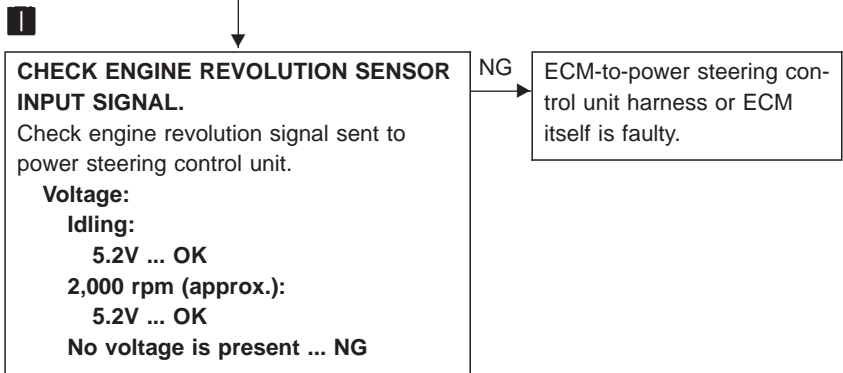 I
CHECK ENGINE REVOLUTION SENSOR
INPUT SIGNAL.
Check engine revolution signal sent to
power steering control unit.
Voltage:
Idling:
5.2V ... OK
2,000 rpm (approx.):
5.2V ... OK
No voltage is present ... NG
NG
ECM-to-power steering con-
trol unit harness or ECM
itself is faulty.